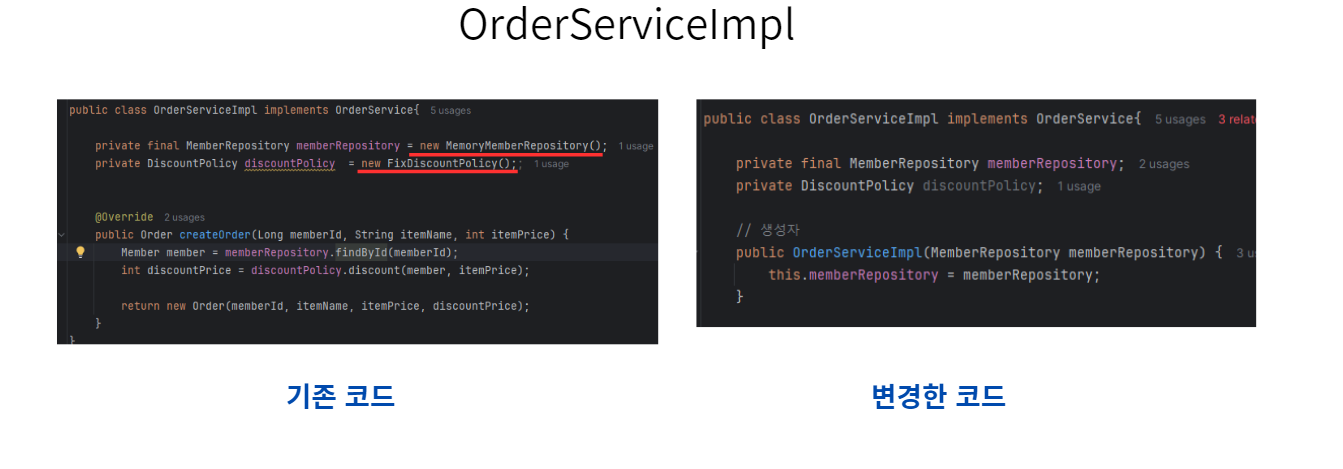 OrderServiceImpl
public class OrderServiceImpl implements OrderService{ 5 usages
private final MemberRepository memberRepository = new MemoryMemberRepository(); 1 usage
private DiscountPolicy discountPolicy = new FixDiscountPolicy();; 1 usage
@Override 2 usages
public Order createOrder(Long memberId, String itemName, int itemPrice) {
Member member = memberRepository.findById(memberId);
int discountPrice = discountPolicy.discount(member, itemPrice);
return new Order(memberId, itemName, itemPrice, discountPrice);
}
}
기존 코드
public class OrderServiceImpl implements OrderService{ 5 usages 3 relat
private final MemberRepository memberRepository; 2 usages
private DiscountPolicy discountPolicy; 1 usage
// 생성자
public OrderServiceImpl(MemberRepository memberRepository) { 3 us
this.memberRepository = memberRepository;
}
변경한 코드